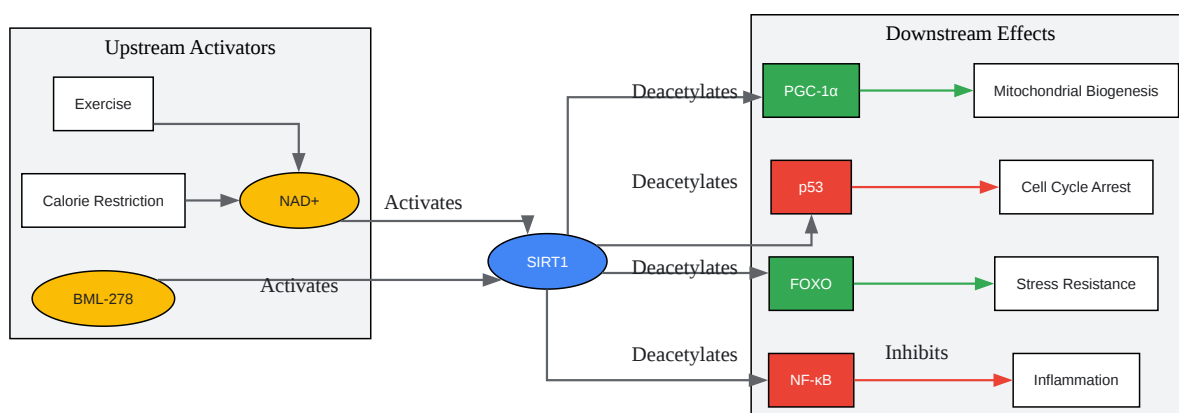 Upstream Activators
Exercise
Calorie Restriction
NAD+
BML-278
Activates
Activates
SIRT1
Downstream Effects
Deacetylates
PGC-1α
Mitochondrial Biogenesis
Deacetylates
p53
Cell Cycle Arrest
Deacetylates
FOXO
Stress Resistance
Deacetylates
NF-κB
Inhibits
Inflammation